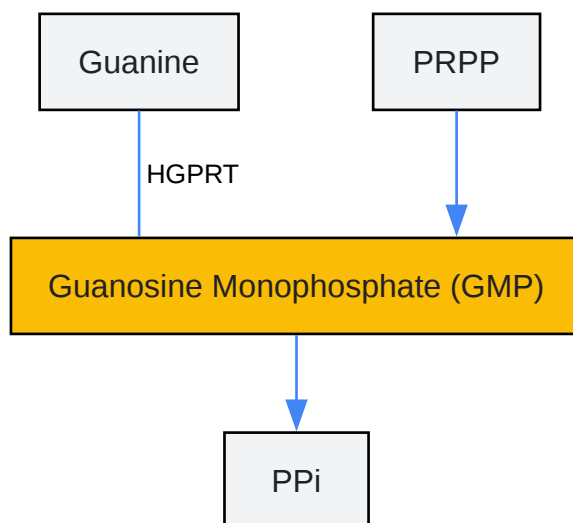 Guanine
PRPP
HGPRT
Guanosine Monophosphate (GMP)
PPi